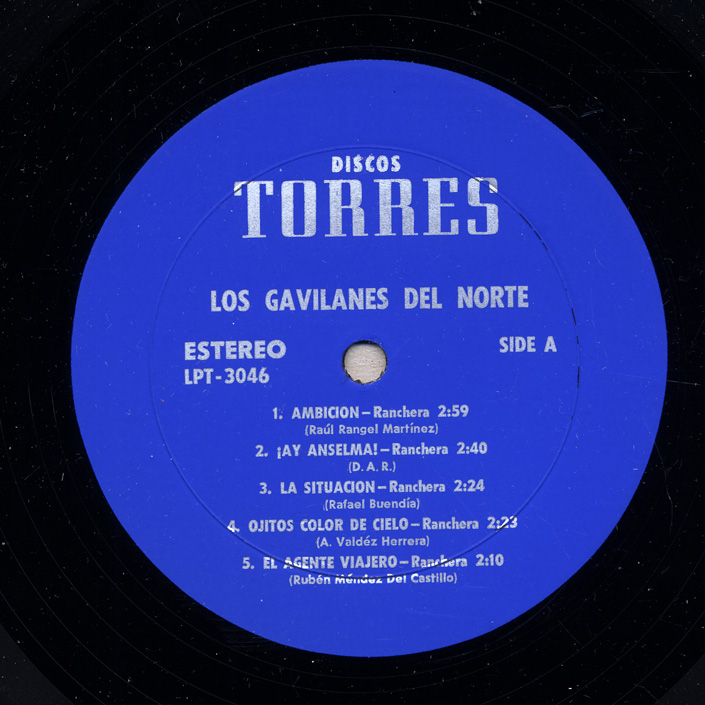 DISCOS
TORRES
LOS GAVILANES DEL NORTE
ESTEREO
SIDE A
LPT-3046
1. AMBICION—Ranchera 2:59
(Raúl Rangel Martínez)
2. ¡AY ANSELMA!—Ranchera 2:40
(D. A. R.)
3. LA SITUACION—Ranchera 2:24
(Rafael Buendía)
4. OJITOS COLOR DE CIELO—Ranchera 2:23
(A. Valdéz Herrera)
5. EL AGENTE VIAJERO—Ranchera 2:10
(Rubén Méndez Del Castillo)